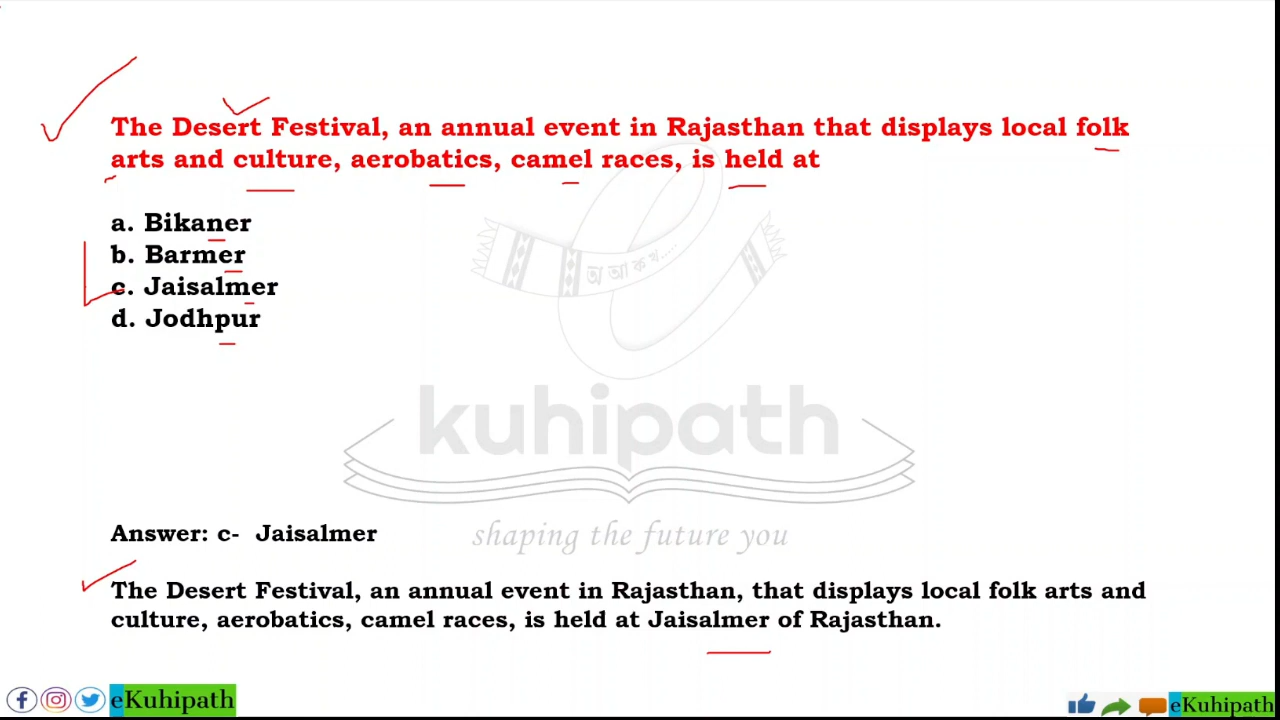 The Desert Festival, an annual event in Rajasthan that displays local folk
arts and culture, aerobatics, camel races, is held at
a. Bikaner
b. Barmer
c. Jaisalmer
d. Jodhpur
অ আ ক খ....
kuhipath
shaping the future you
Answer: c- Jaisalmer
The Desert Festival, an annual event in Rajasthan, that displays local folk arts and
culture, aerobatics, camel races, is held at Jaisalmer of Rajasthan.
eKuhipath
eKuhipath